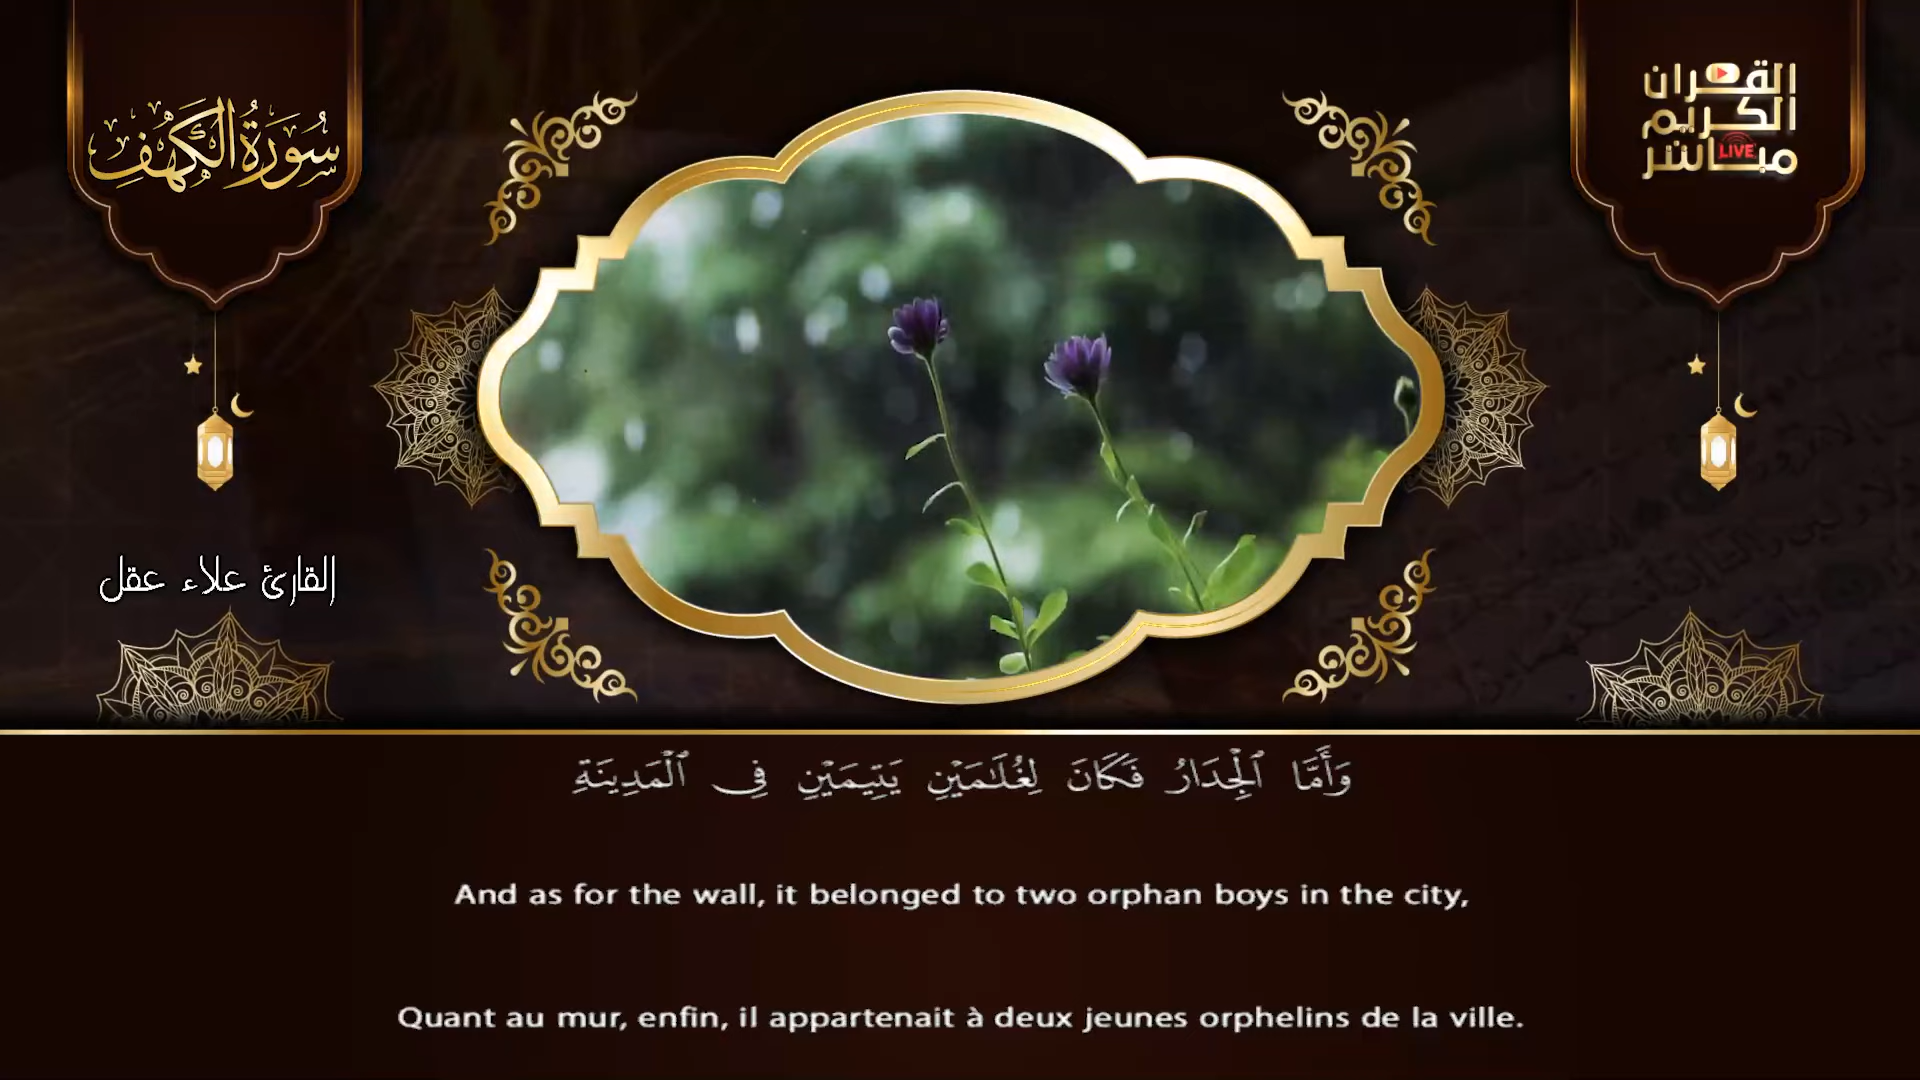 سُورَةُ الكَهْفِ
القرآن
الكريم
مباشر
LIVE
القارئ علاء عقل
وَأَمَّا ٱلْجِدَارُ فَكَانَ لِغُلَٰمَيْنِ يَتِيمَيْنِ فِى ٱلْمَدِينَةِ
And as for the wall, it belonged to two orphan boys in the city,
Quant au mur, enfin, il appartenait à deux jeunes orphelins de la ville.